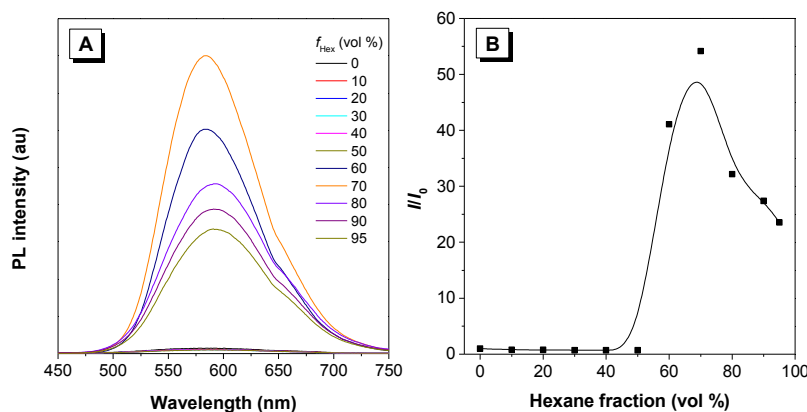 A
f_Hex (vol %)
0
10
20
30
40
50
60
70
80
90
95
PL intensity (au)
450 500 550 600 650 700 750
Wavelength (nm)
B
60
50
40
30
20
10
0
I/I_0
0 20 40 60 80 100
Hexane fraction (vol %)